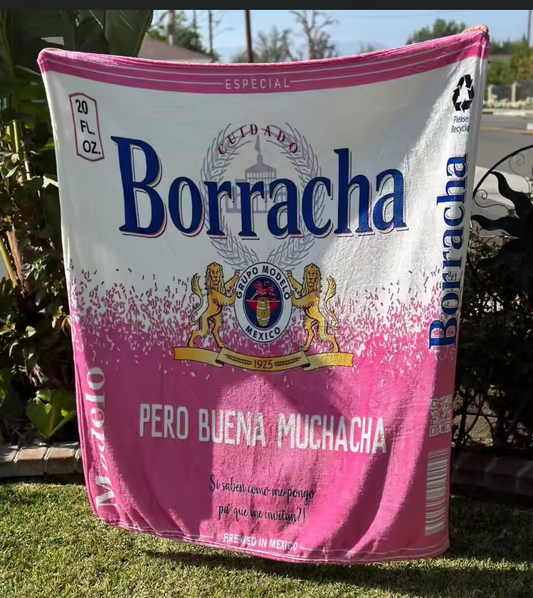 ESPECIAL
20
FL.
OZ.
Please
Recycle
CUIDADO
Borracha
Borracha
GRUPO MODELO
MEXICO
1925
Modelo
PERO BUENA MUCHACHA
Si saben como me pongo
pa que me invitan?!
BREWED IN MEXICO